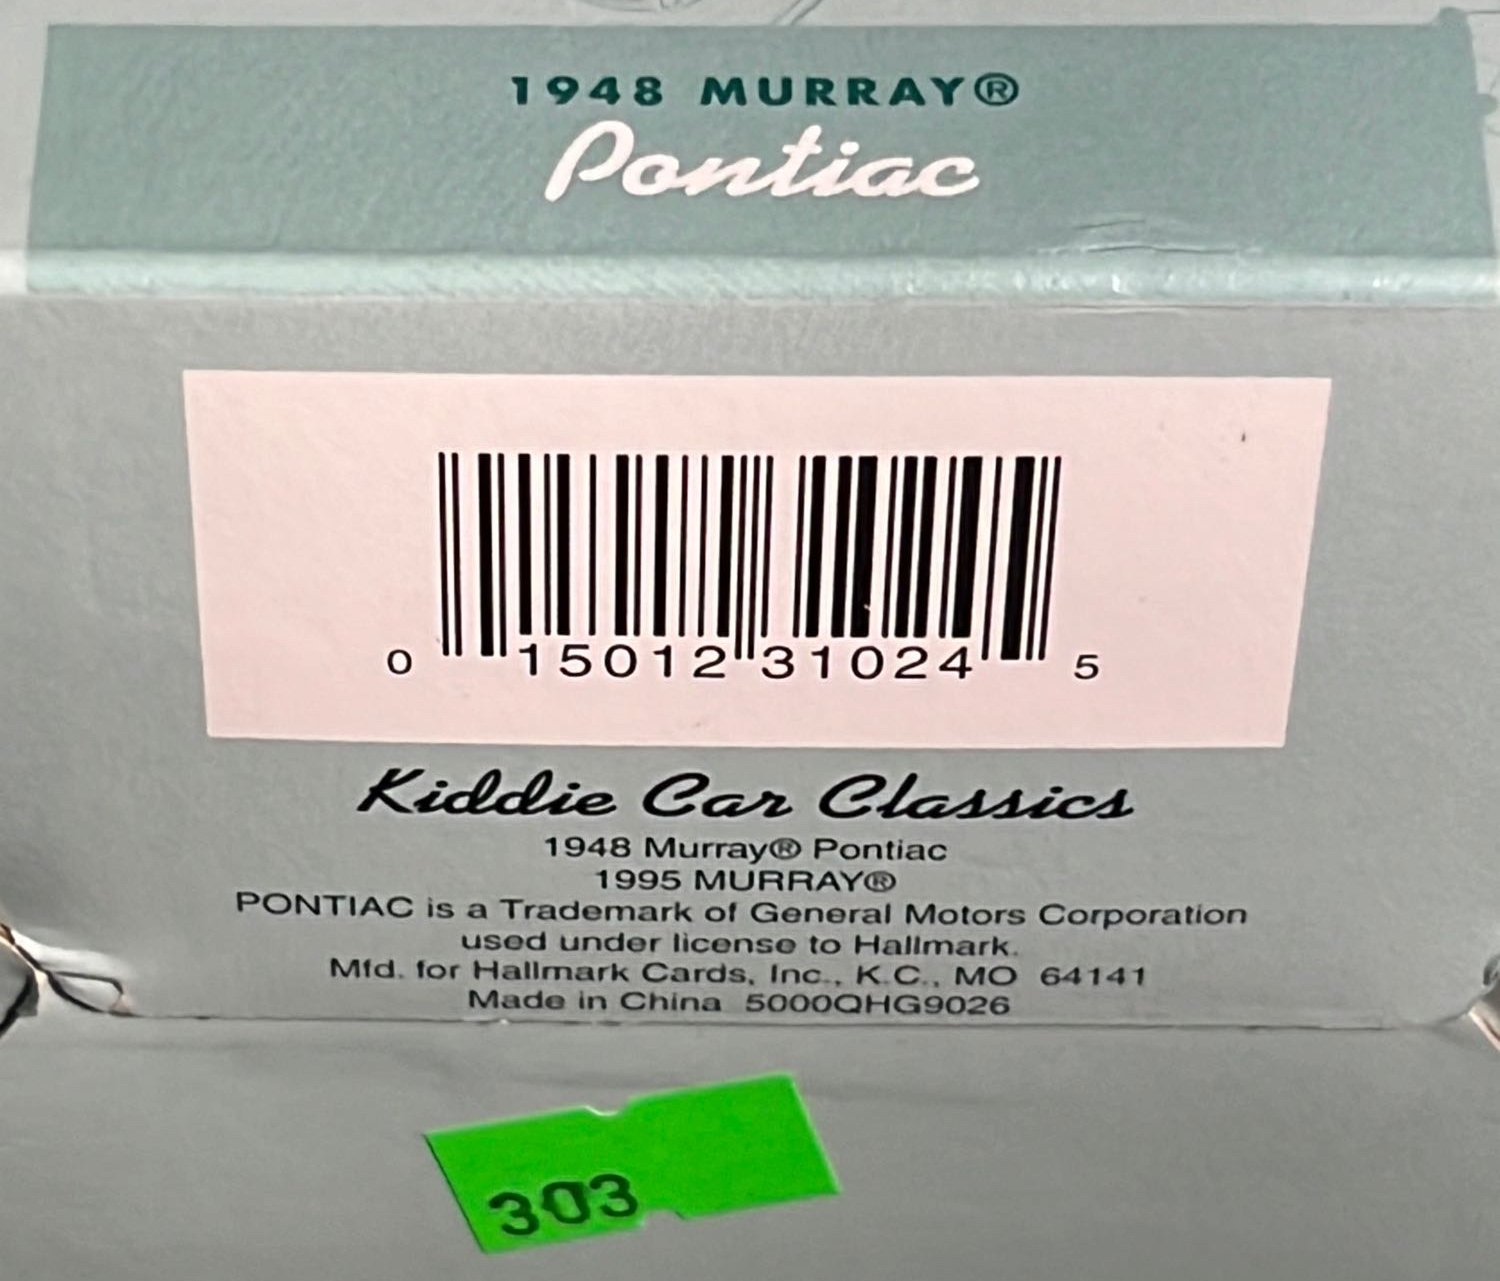 1948 MURRAY®
Pontiac
0 15012 31024 5
Kiddie Car Classics
1948 Murray® Pontiac
1995 MURRAY®
PONTIAC is a Trademark of General Motors Corporation
used under license to Hallmark.
Mfd. for Hallmark Cards, Inc., K.C., MO 64141
Made in China 5000QHG9026
303